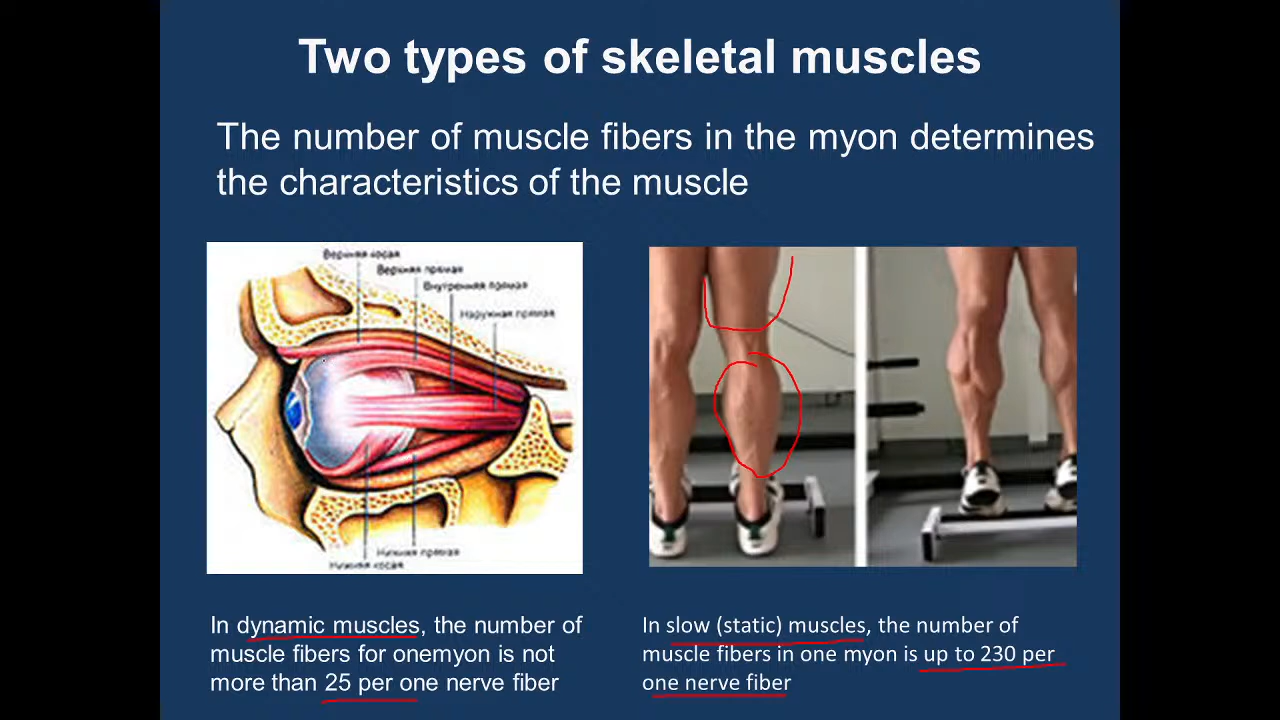 Two types of skeletal muscles
The number of muscle fibers in the myon determines
the characteristics of the muscle
Верхняя косая
Верхняя прямая
Внутренняя прямая
Наружная прямая
Нижняя прямая
Нижняя косая
In dynamic muscles, the number of
muscle fibers for onemyon is not
more than 25 per one nerve fiber
In slow (static) muscles, the number of
muscle fibers in one myon is up to 230 per
one nerve fiber